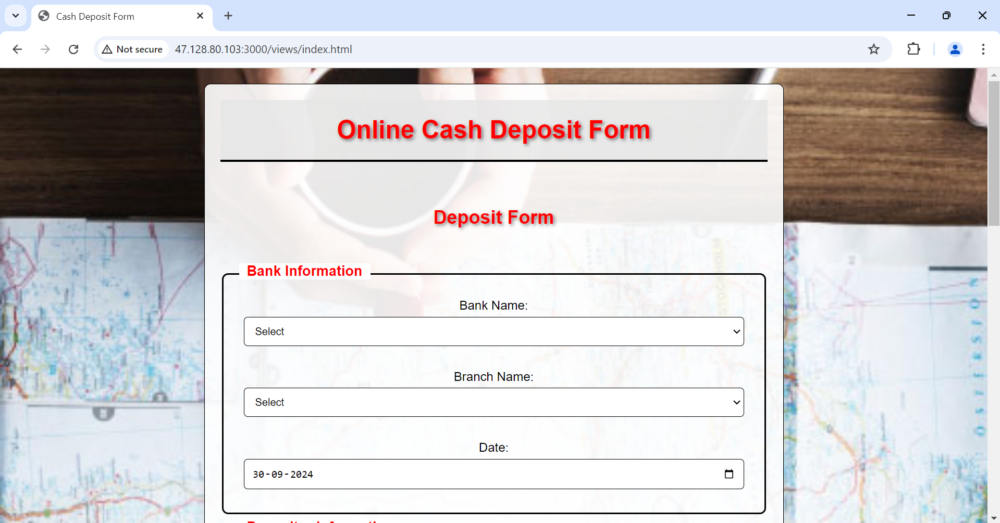 Cash Deposit Form
Not secure
47.128.80.103:3000/views/index.html
Online Cash Deposit Form
Deposit Form
Bank Information
Bank Name:
Select
Branch Name:
Select
Date:
30-09-2024
STOCKHOLM